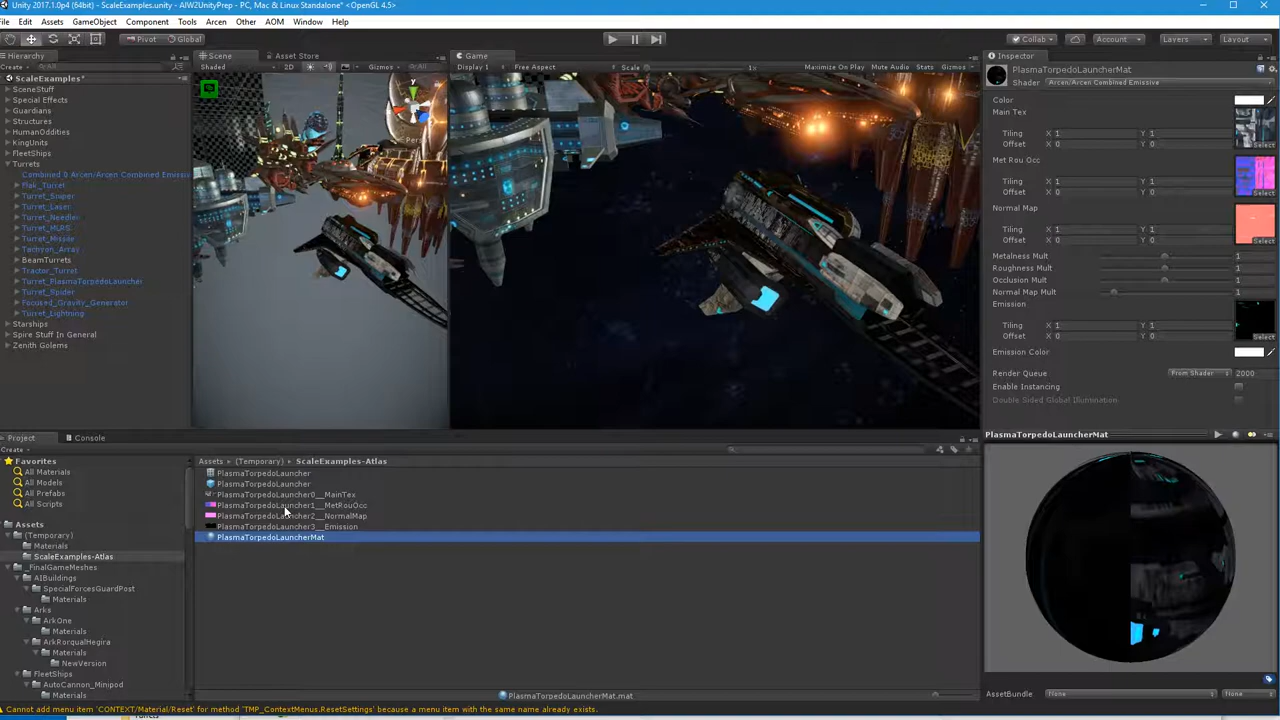 Unity 2017.1.0p4 (64bit) - ScaleExamples.unity - AIW2UnityPrep - PC, Mac & Linux Standalone* <OpenGL 4.5>
File Edit Assets GameObject Component Tools Arcen Other AOM Window Help
Pivot Global Collab Account Layers Layout
Hierarchy
Create
ScaleExamples*
SceneStuff
Special Effects
Guardians
Structures
HumanOddities
KingUnits
FleetShips
Turrets
Combined 0 Arcen/Arcen Combined Emissi
Flak_Turret
Turret_Sniper
Turret_Laser
Turret_Needler
Turret_MLRS
Turret_Missile
Tachyon_Array
BeamTurrets
Tractor_Turret
Turret_PlasmaTorpedoLauncher
Turret_Spider
Focused_Gravity_Generator
Turret_Lightning
Starships
Spire Stuff In General
Zenith Golems
Scene Asset Store
Shaded 2D Gizmos All
y
Pers
Game
Display 1 Free Aspect Scale 1x Maximize On Play Mute Audio Stats Gizmos
Inspector
PlasmaTorpedoLauncherMat
Shader Arcen/Arcen Combined Emissive
Color
Main Tex
Tiling X 1 Y 1
Offset X 0 Y 0
Select
Met Rou Occ
Tiling X 1 Y 1
Offset X 0 Y 0
Select
Normal Map
Tiling X 1 Y 1
Offset X 0 Y 0
Select
Metalness Mult 1
Roughness Mult 1
Occlusion Mult 1
Normal Map Mult 1
Emission
Tiling X 1 Y 1
Offset X 0 Y 0
Select
Emission Color
Render Queue From Shader 2000
Enable Instancing
Double Sided Global Illumination
PlasmaTorpedoLauncherMat
AssetBundle None None
Project Console
Create
Favorites
All Materials
All Models
All Prefabs
All Scripts
Assets
(Temporary)
Materials
ScaleExamples-Atlas
_FinalGameMeshes
AIBuildings
SpecialForcesGuardPost
Materials
Arks
ArkOne
Materials
ArkRorqualHegira
Materials
NewVersion
FleetShips
AutoCannon_Minipod
Materials
Assets (Temporary) ScaleExamples-Atlas
PlasmaTorpedoLauncher
PlasmaTorpedoLauncher
PlasmaTorpedoLauncher0__MainTex
PlasmaTorpedoLauncher1__MetRouOcc
PlasmaTorpedoLauncher2__NormalMap
PlasmaTorpedoLauncher3__Emission
PlasmaTorpedoLauncherMat
PlasmaTorpedoLauncherMat.mat
Cannot add menu item 'CONTEXT/Material/Reset' for method 'TMP_ContextMenus.ResetSettings' because a menu item with the same name already exists.